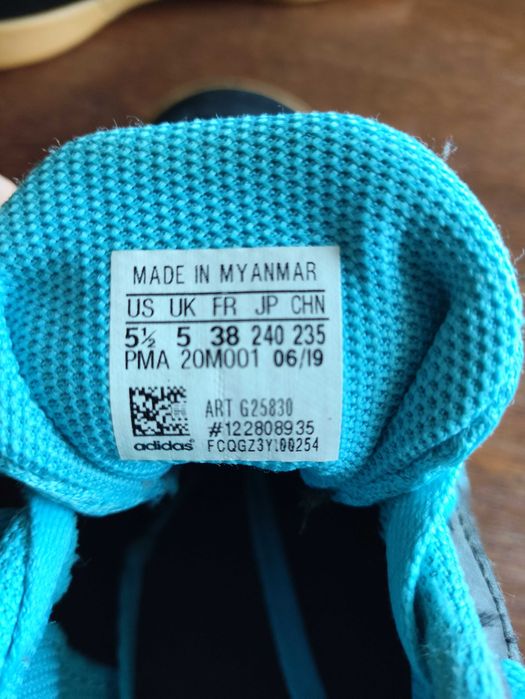 MADE IN MYANMAR
US UK FR JP CHN
5½ 5 38 240 235
PMA 20M001 06/19
ART G25830
#122808935
adidas FCQGZ3YL00254